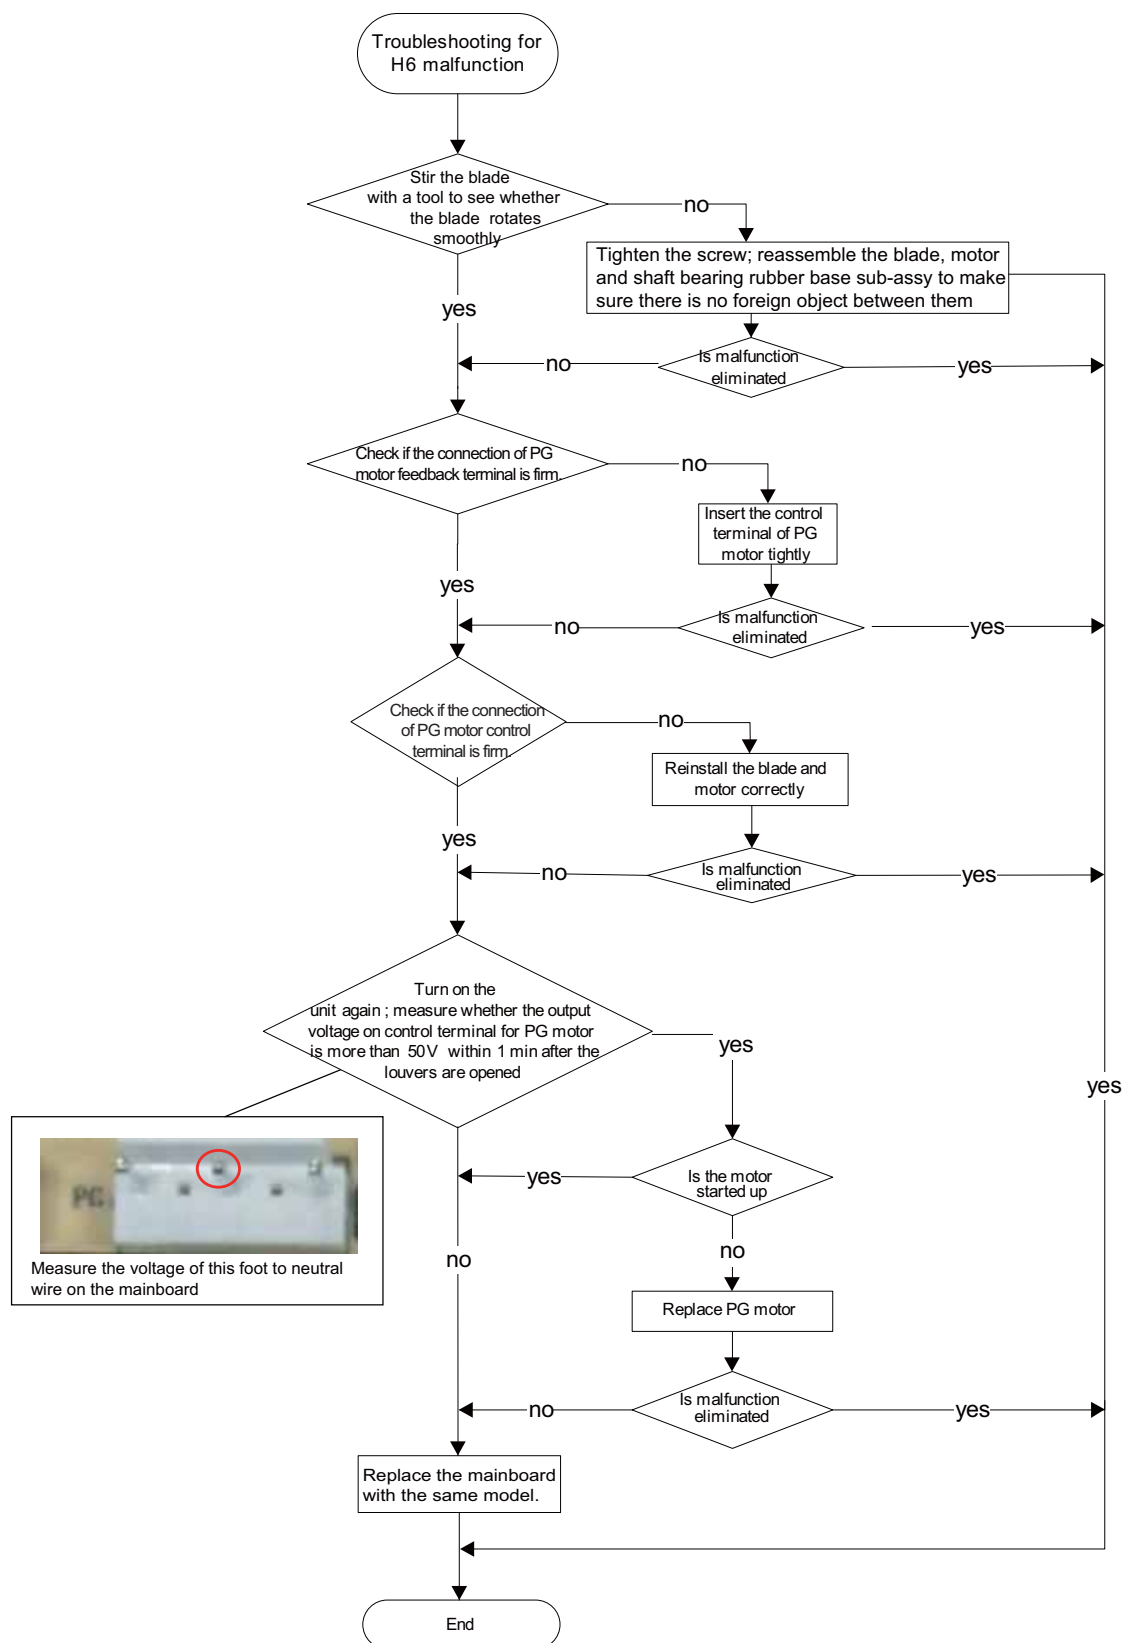 Troubleshooting for
H6 malfunction
Stir the blade
with a tool to see whether
the blade rotates
smoothly
no
Tighten the screw; reassemble the blade, motor
and shaft bearing rubber base sub-assy to make
sure there is no foreign object between them
yes
Is malfunction
eliminated
no
yes
Check if the connection of PG
motor feedback terminal is firm.
no
Insert the control
terminal of PG
motor tightly
yes
Is malfunction
eliminated
no
yes
Check if the connection
of PG motor control
terminal is firm.
no
Reinstall the blade and
motor correctly
yes
Is malfunction
eliminated
no
yes
Turn on the
unit again ; measure whether the output
voltage on control terminal for PG motor
is more than 50V within 1 min after the
louvers are opened
yes
yes
PG
Measure the voltage of this foot to neutral
wire on the mainboard
Is the motor
started up
yes
no
no
Replace PG motor
Is malfunction
eliminated
no
yes
Replace the mainboard
with the same model.
End